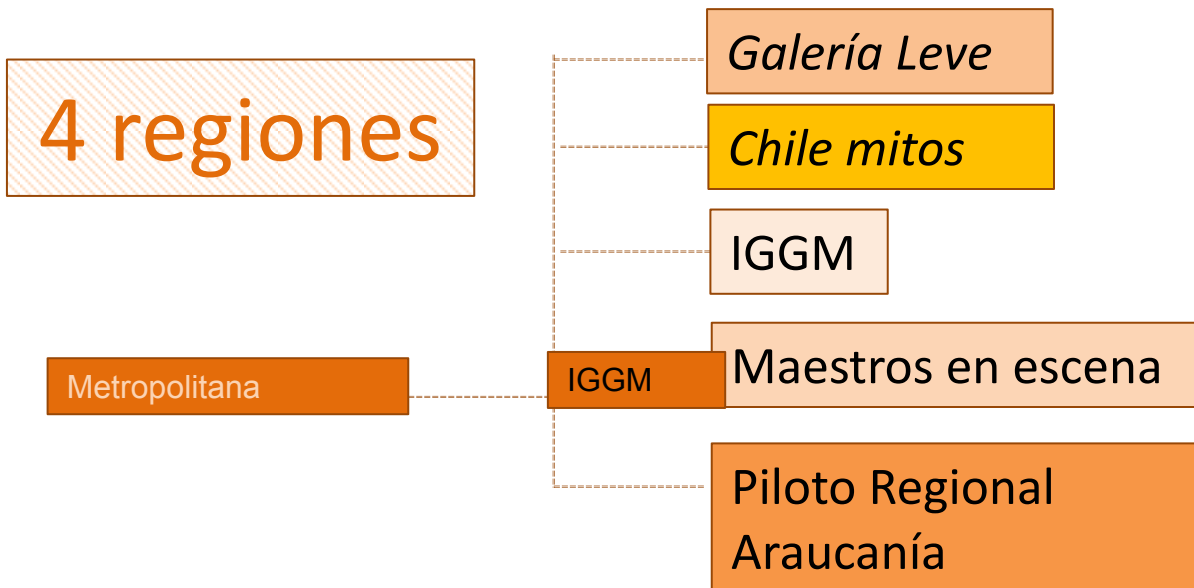 4 regiones
Galería Leve
Chile mitos
IGGM
Metropolitana
IGGM
Maestros en escena
Piloto Regional
Araucanía